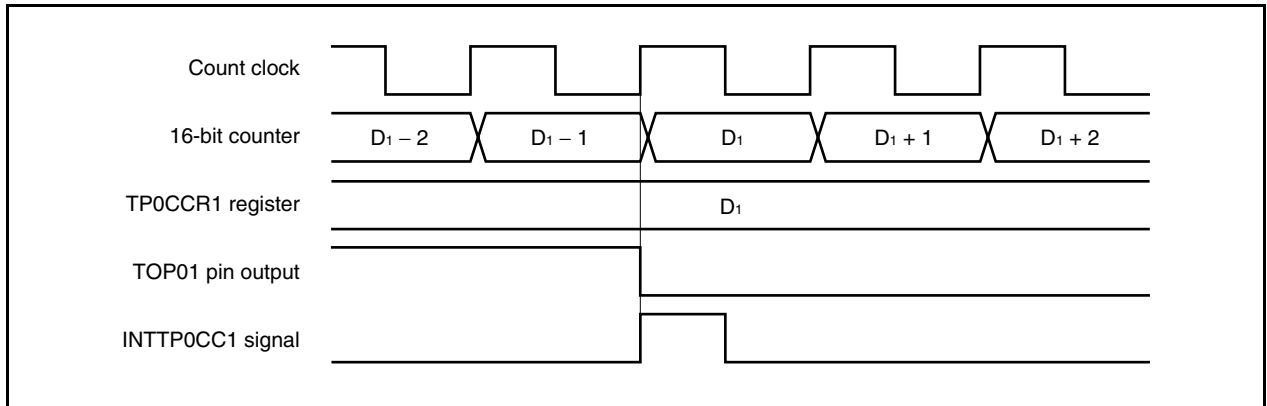 Count clock
16-bit counter D₁ − 2 D₁ − 1 D₁ D₁ + 1 D₁ + 2
TP0CCR1 register D₁
TOP01 pin output
INTTP0CC1 signal